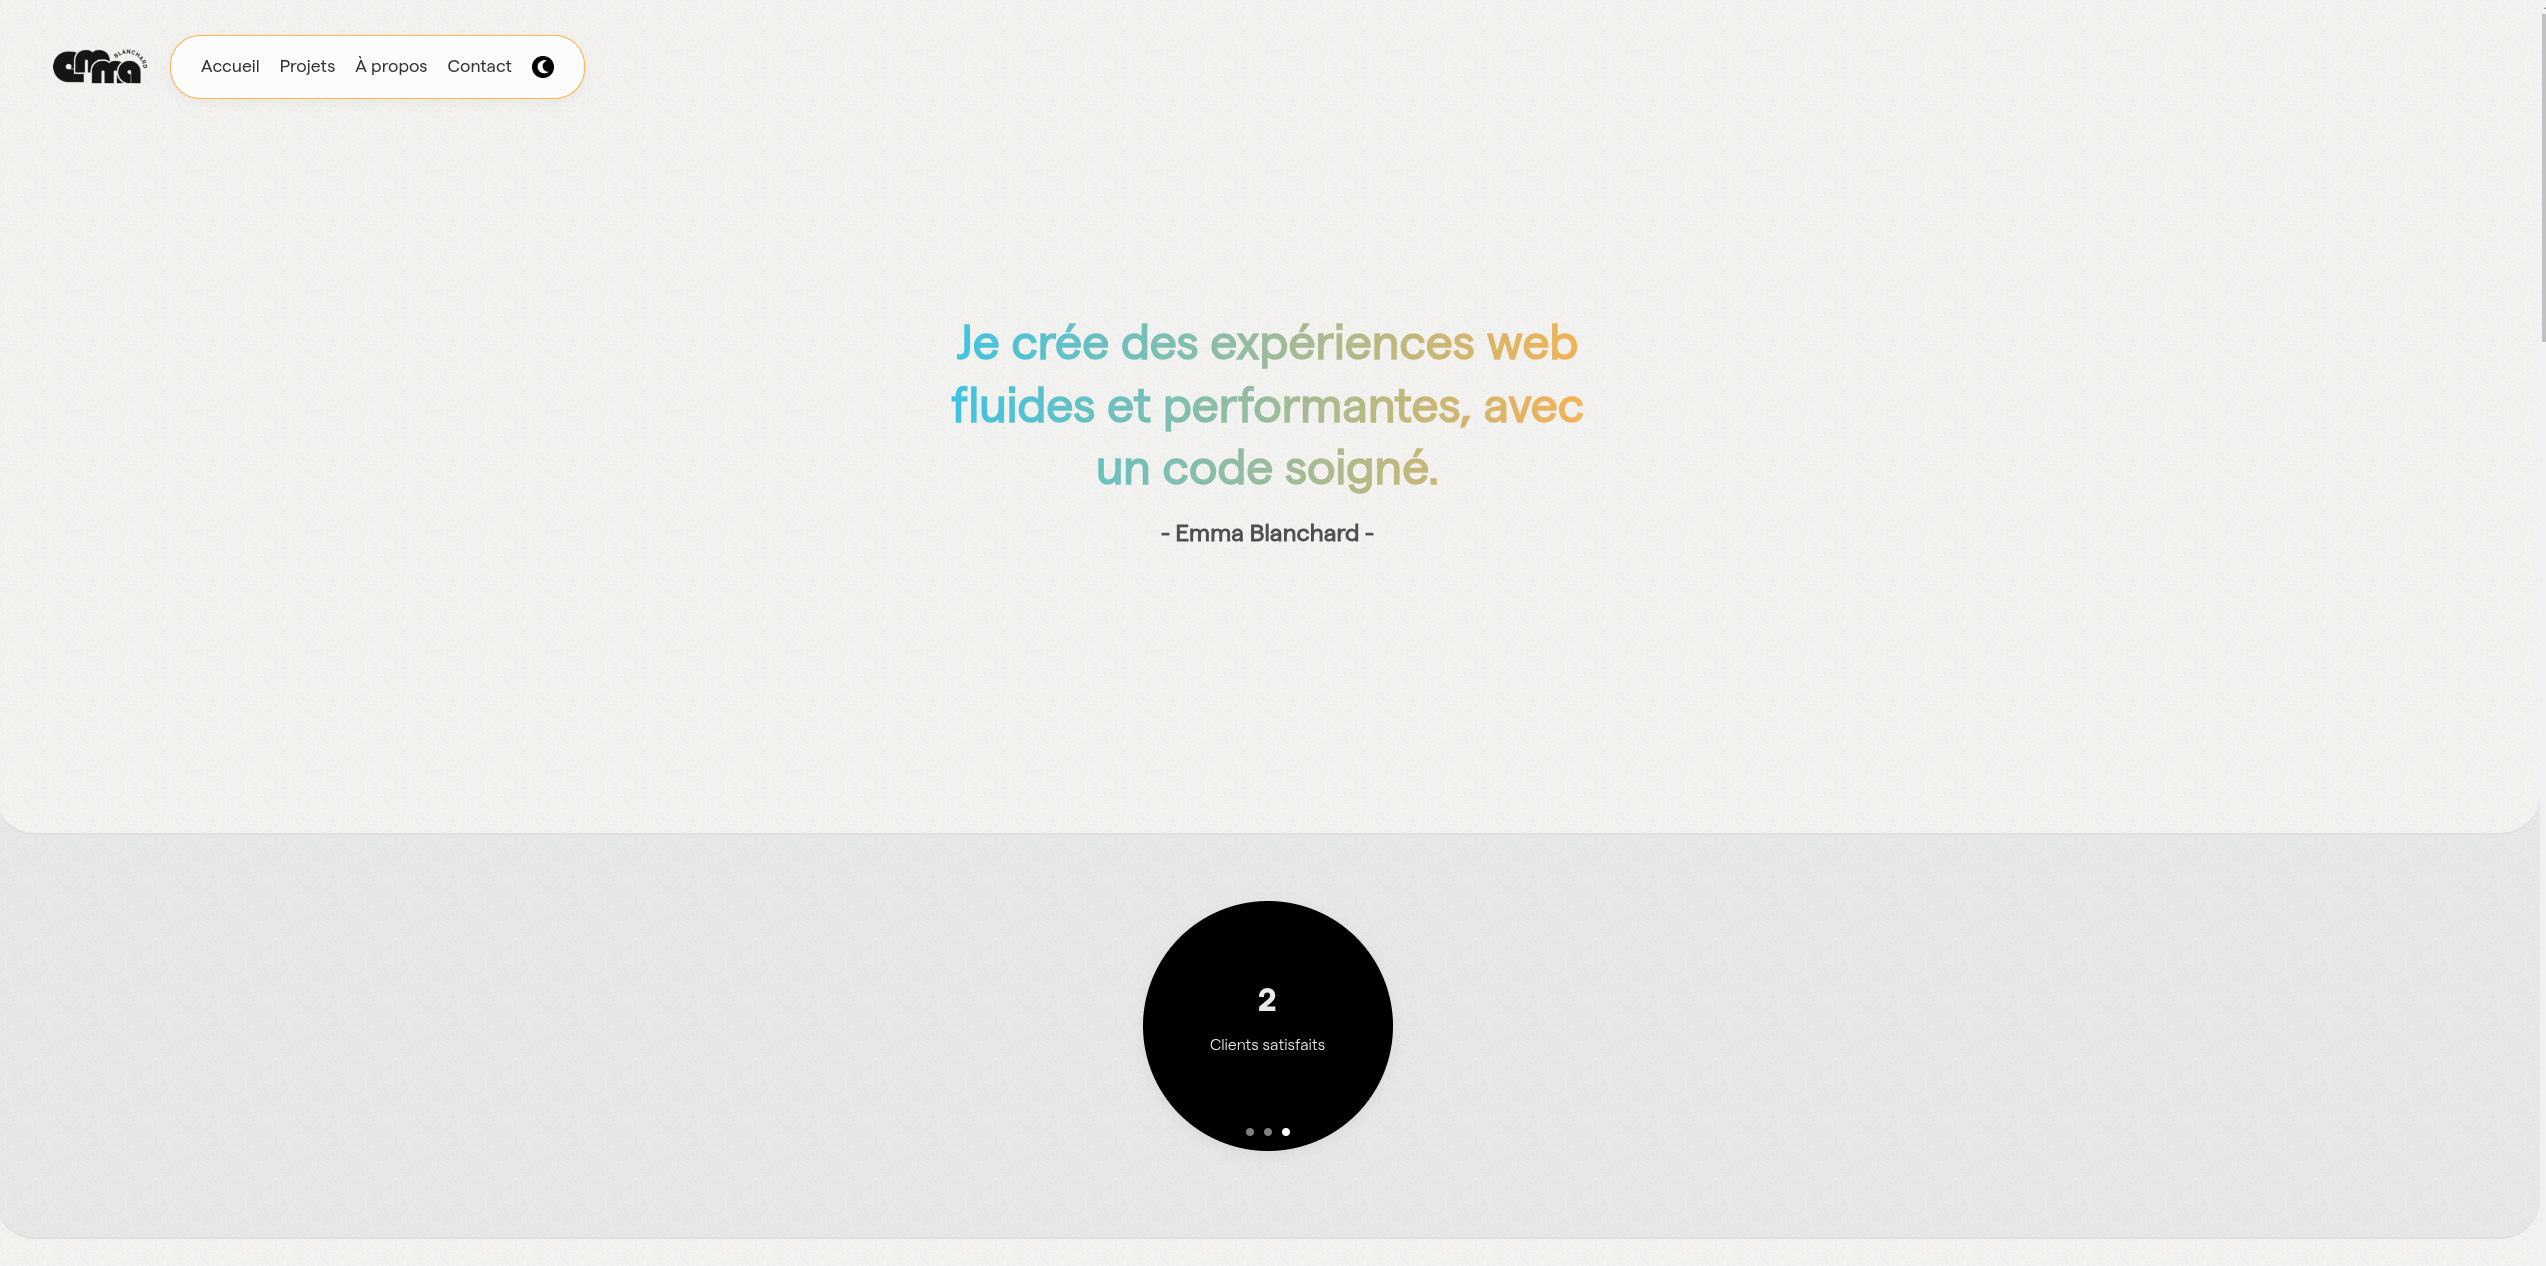 emma
BLANCHARD
Accueil Projets À propos Contact
Je crée des expériences web
fluides et performantes, avec
un code soigné.
- Emma Blanchard -
2
Clients satisfaits